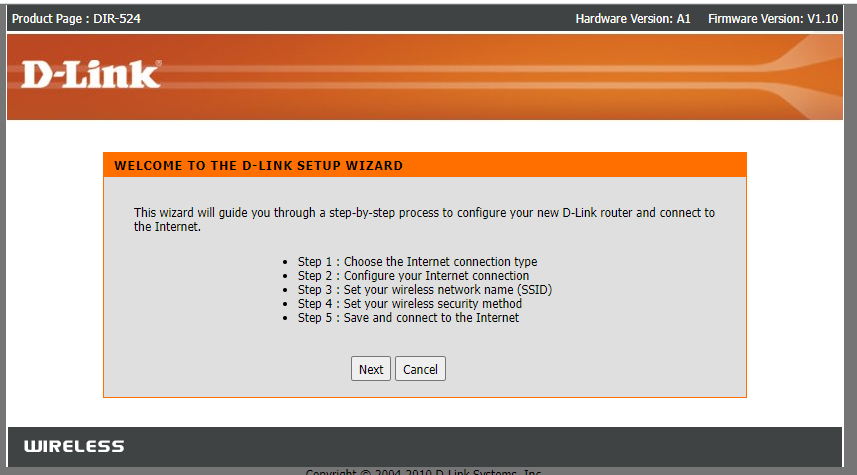 Product Page : DIR-524
Hardware Version: A1 Firmware Version: V1.10
D-Link®
WELCOME TO THE D-LINK SETUP WIZARD
This wizard will guide you through a step-by-step process to configure your new D-Link router and connect to
the Internet.
• Step 1 : Choose the Internet connection type
• Step 2 : Configure your Internet connection
• Step 3 : Set your wireless network name (SSID)
• Step 4 : Set your wireless security method
• Step 5 : Save and connect to the Internet
Next Cancel
WIRELESS
Copyright © 2004-2010 D-Link Systems, Inc.